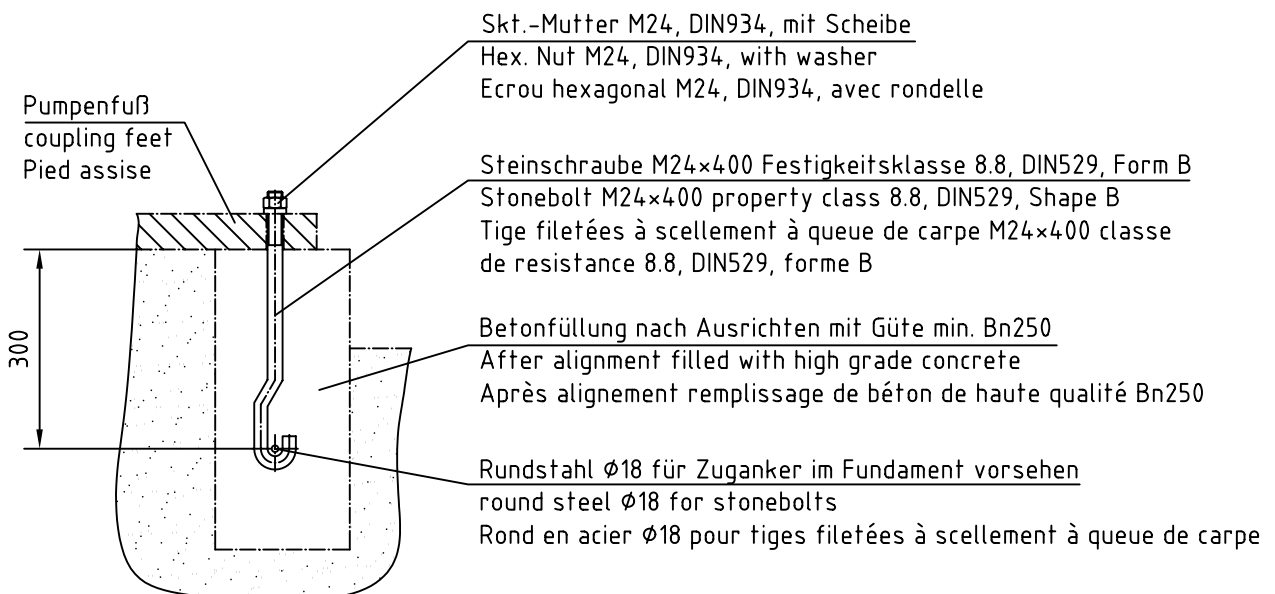 Skt.-Mutter M24, DIN934, mit Scheibe
Hex. Nut M24, DIN934, with washer
Ecrou hexagonal M24, DIN934, avec rondelle
Pumpenfuß
coupling feet
Pied assise
Steinschraube M24×400 Festigkeitsklasse 8.8, DIN529, Form B
Stonebolt M24×400 property class 8.8, DIN529, Shape B
Tige filetées à scellement à queue de carpe M24×400 classe
de resistance 8.8, DIN529, forme B
300
Betonfüllung nach Ausrichten mit Güte min. Bn250
After alignment filled with high grade concrete
Après alignement remplissage de béton de haute qualité Bn250
Rundstahl Ø18 für Zuganker im Fundament vorsehen
round steel Ø18 for stonebolts
Rond en acier Ø18 pour tiges filetées à scellement à queue de carpe